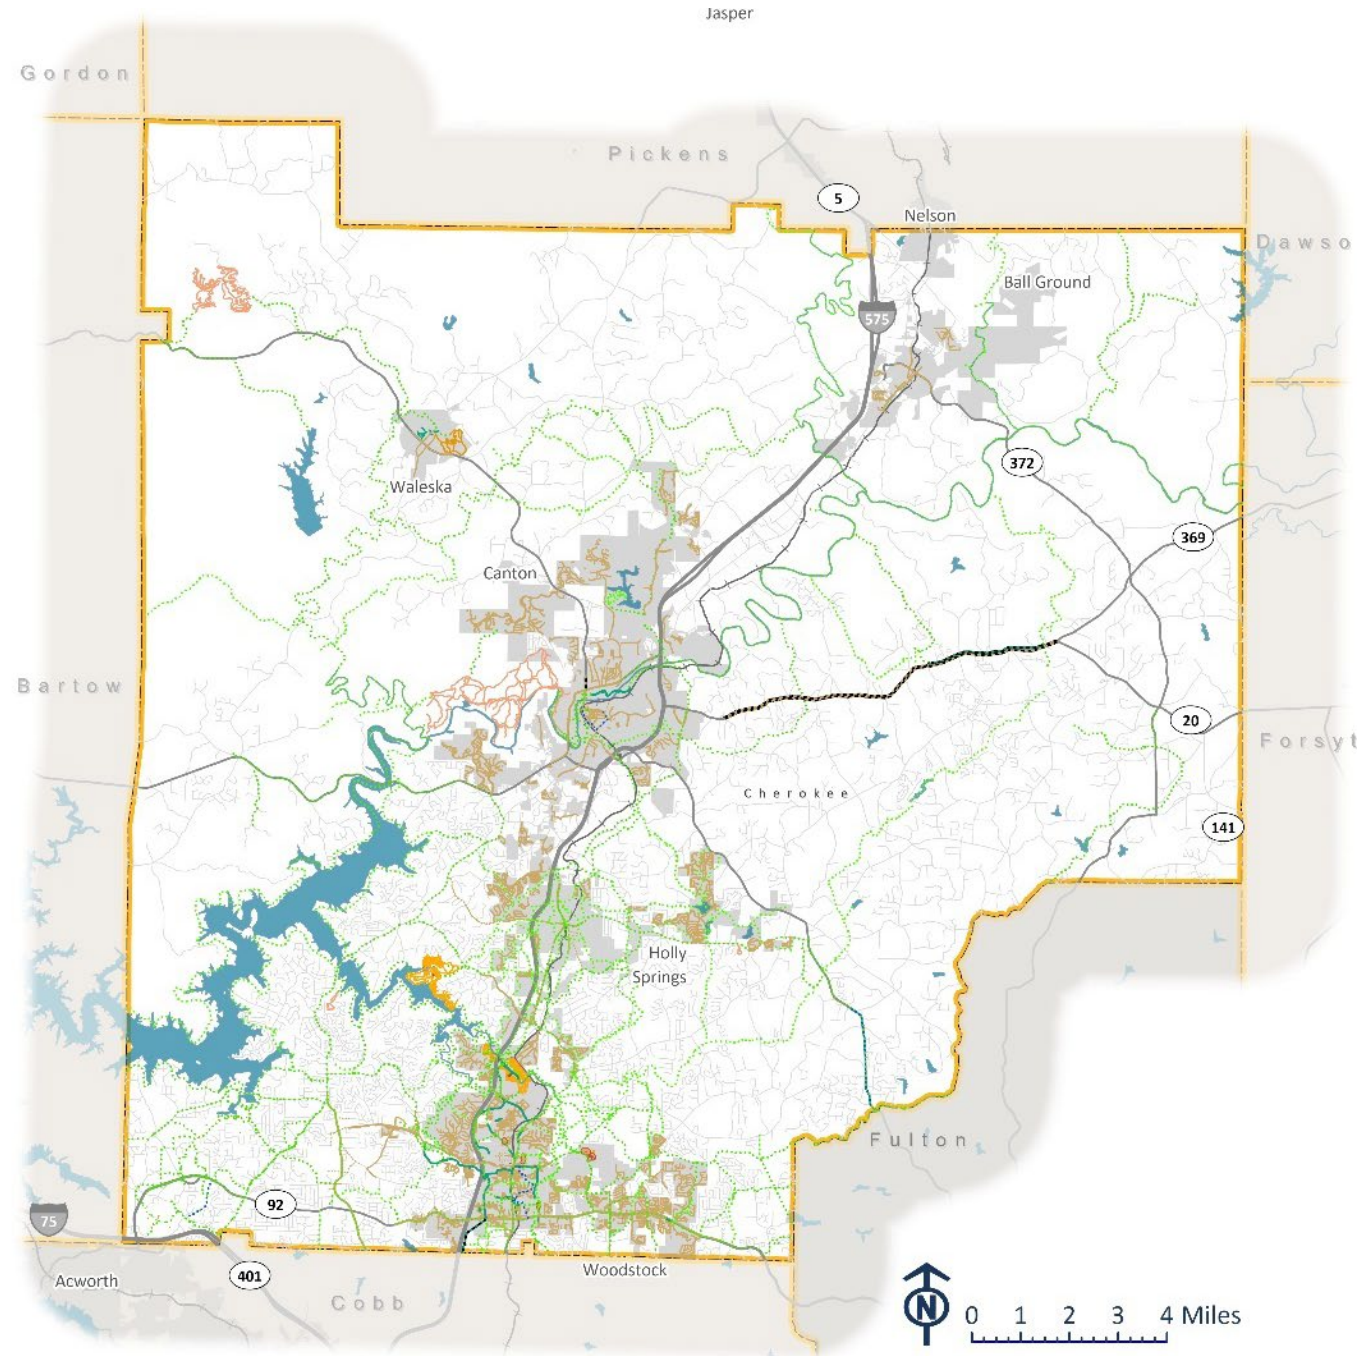 Jasper
Gordon
Pickens
5
Nelson
Dawso
575
Ball Ground
372
Waleska
369
Canton
Bartow
20
Forsyt
Cherokee
141
Holly
Springs
Fulton
92
75
Woodstock
401
Acworth
Cobb
N
0 1 2 3 4 Miles